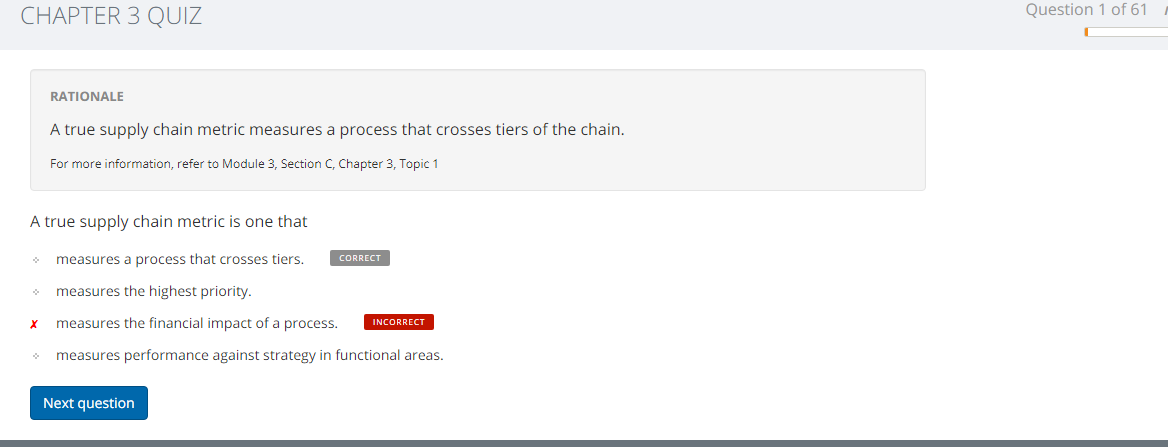 CHAPTER 3 QUIZ
Question 1 of 61
RATIONALE
A true supply chain metric measures a process that crosses tiers of the chain.
For more information, refer to Module 3, Section C, Chapter 3, Topic 1
A true supply chain metric is one that
measures a process that crosses tiers. CORRECT
measures the highest priority.
✗ measures the financial impact of a process. INCORRECT
measures performance against strategy in functional areas.
Next question